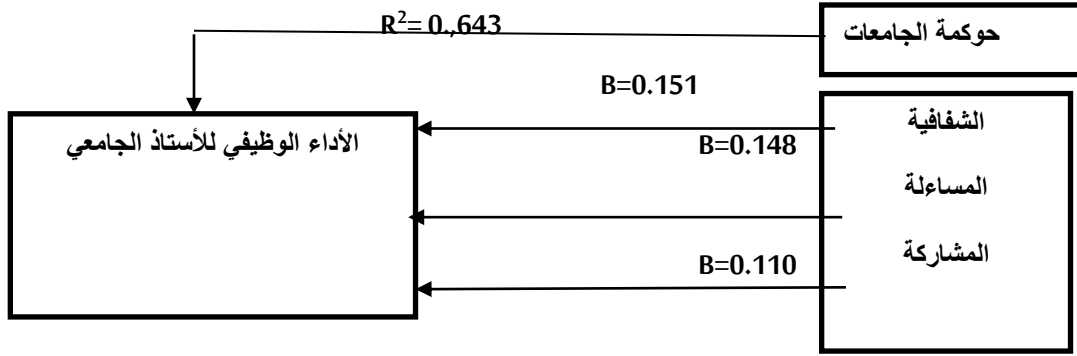 حوكمة الجامعات
R²= 0.,643
B=0.151
الشفافية
الأداء الوظيفي للأستاذ الجامعي
B=0.148
المساءلة
المشاركة
B=0.110